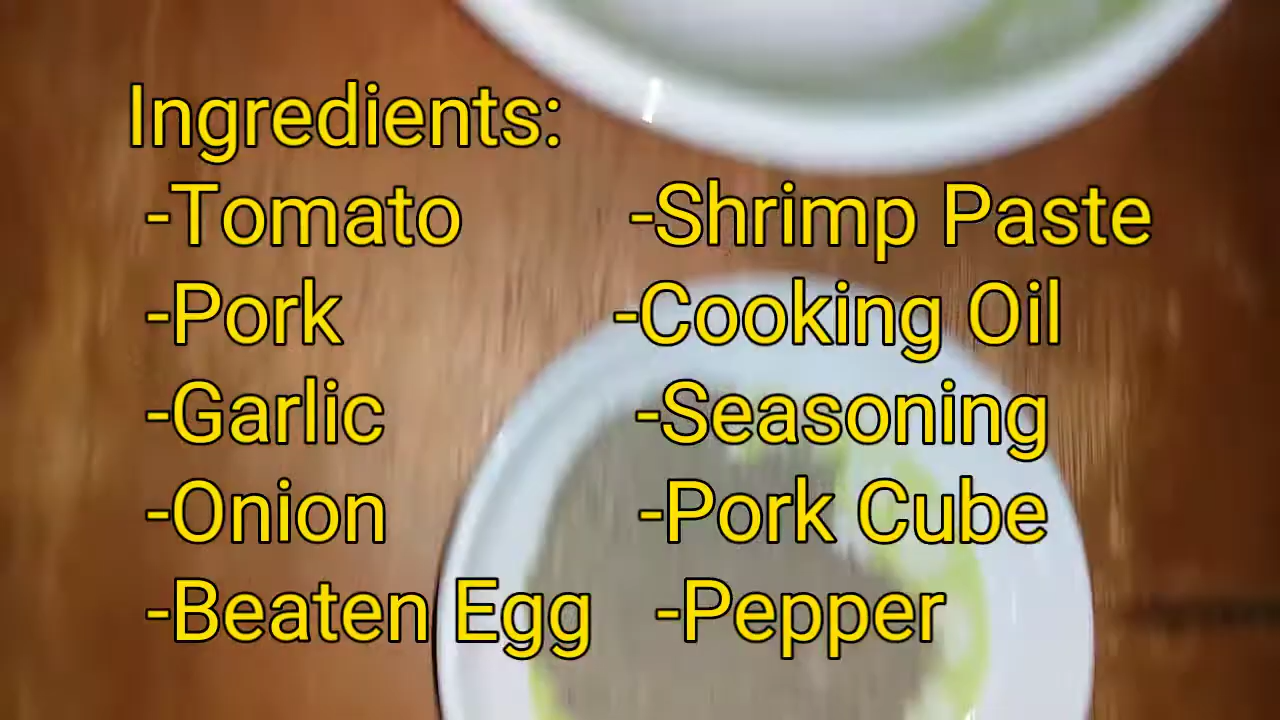 Ingredients:
-Tomato -Shrimp Paste
-Pork -Cooking Oil
-Garlic -Seasoning
-Onion -Pork Cube
-Beaten Egg -Pepper